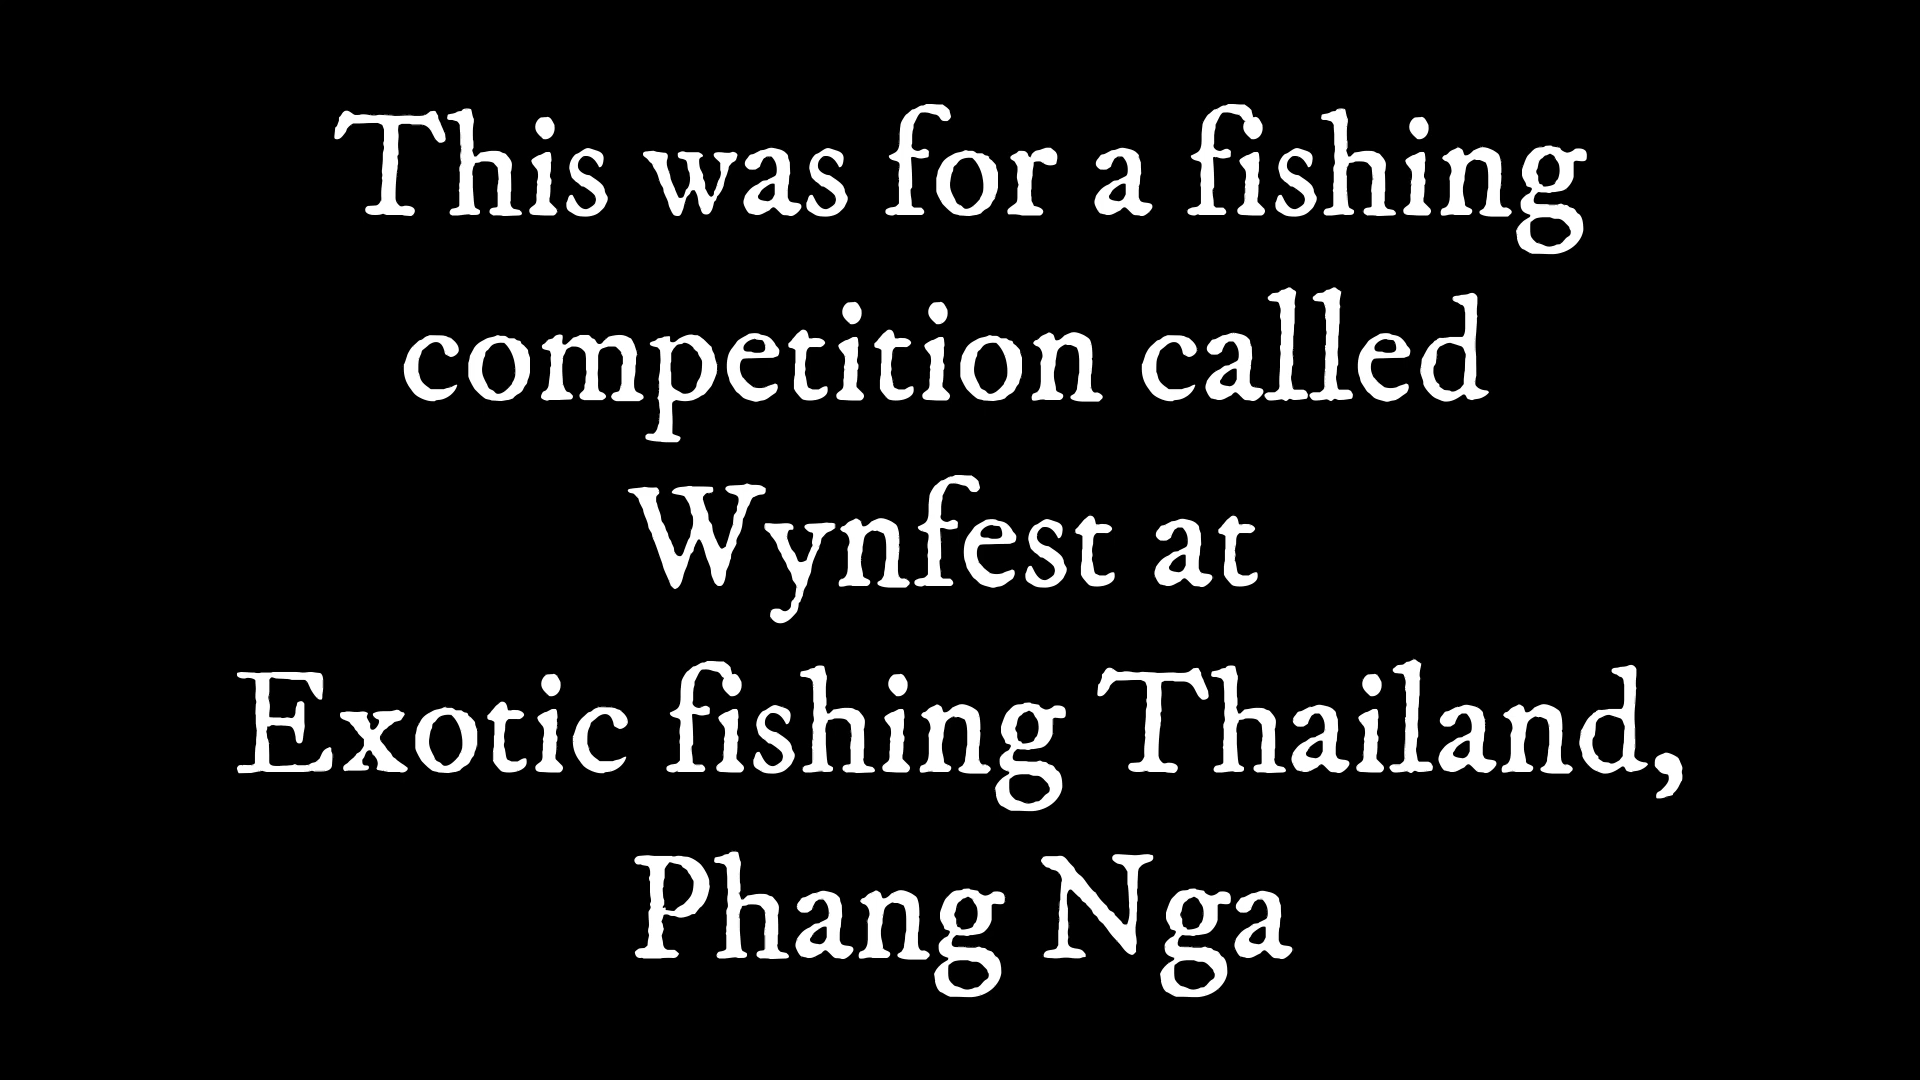 This was for a fishing
competition called
Wynfest at
Exotic fishing Thailand,
Phang Nga